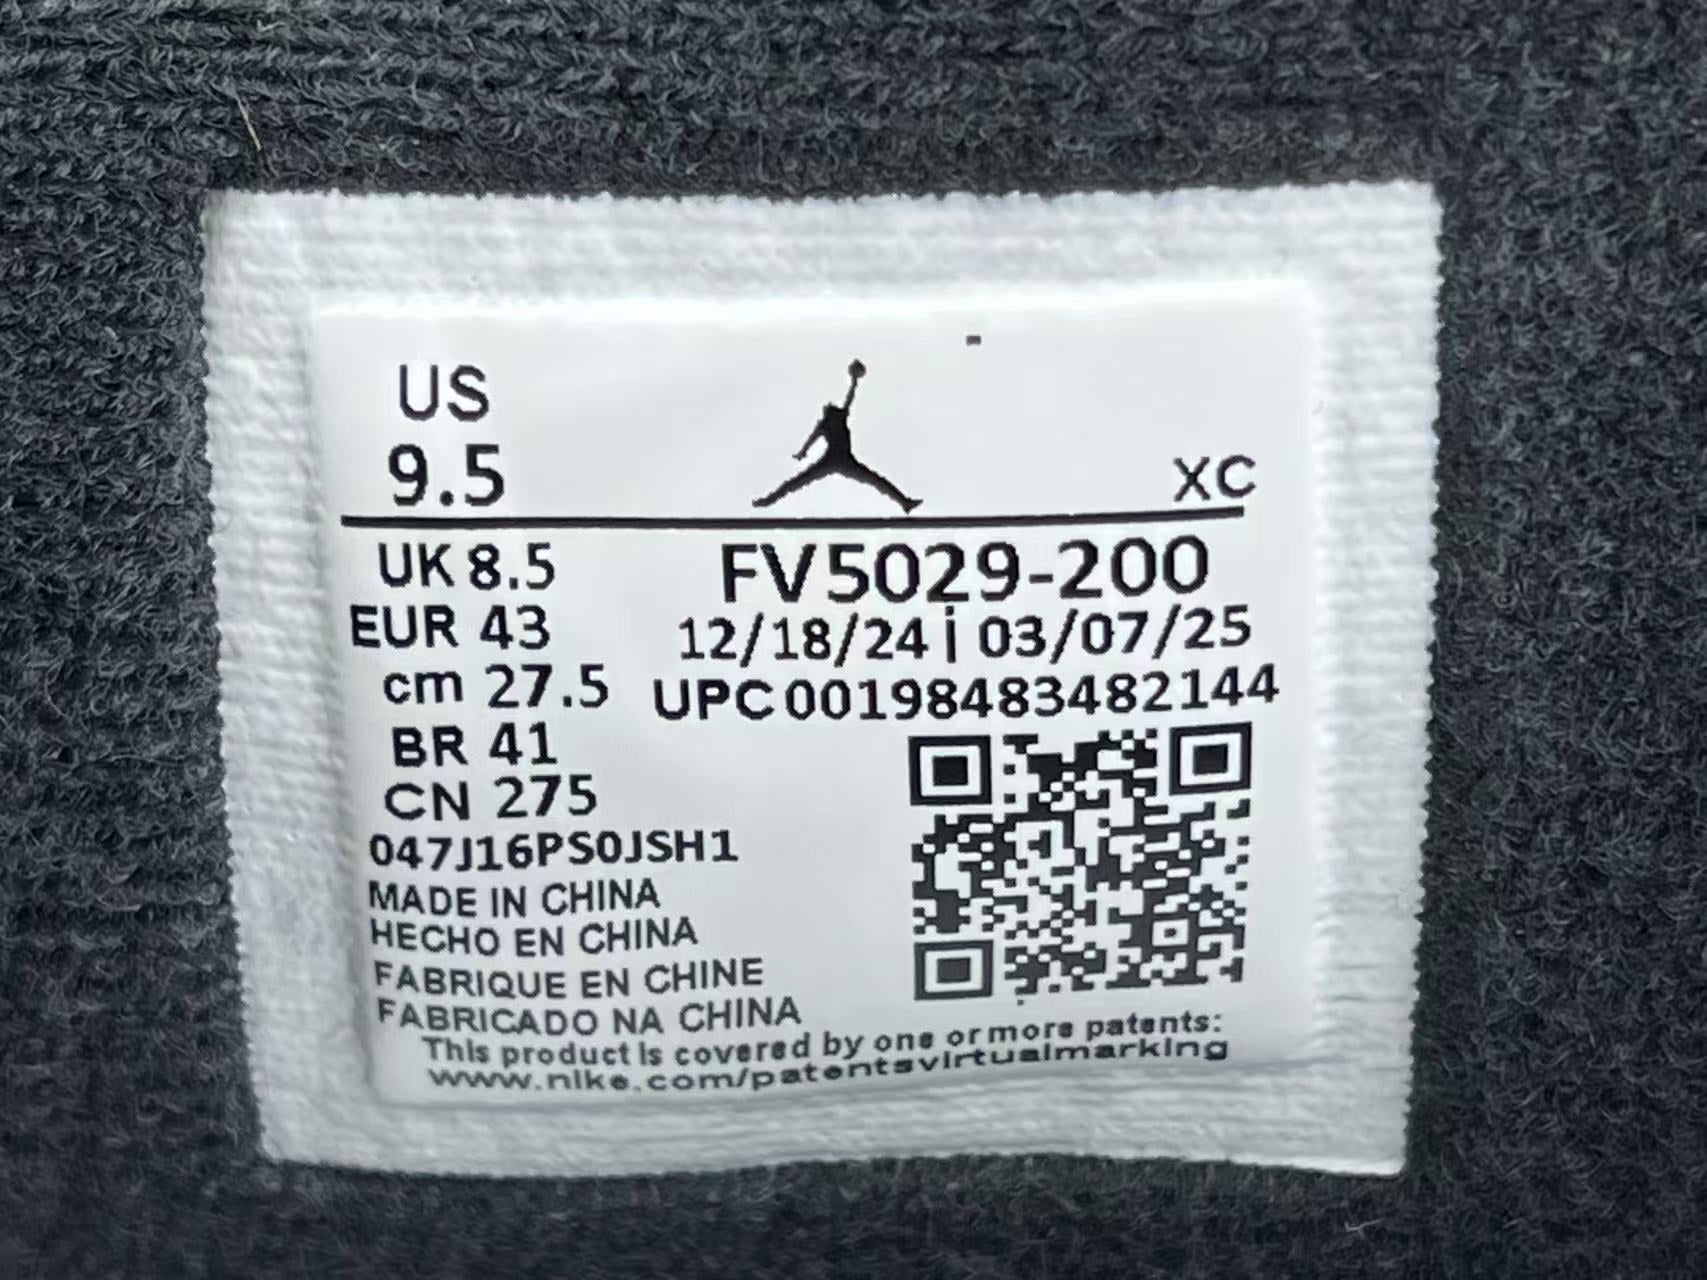 US
9.5
XC
UK 8.5
EUR 43
cm 27.5
BR 41
CN 275
FV5029-200
12/18/24 ¡ 03/07/25
UPC 00198483482144
047J16PS0JSH1
MADE IN CHINA
HECHO EN CHINA
FABRIQUE EN CHINE
FABRICADO NA CHINA
This product is covered by one or more patents:
www.nike.com/patentsvirtualmarking